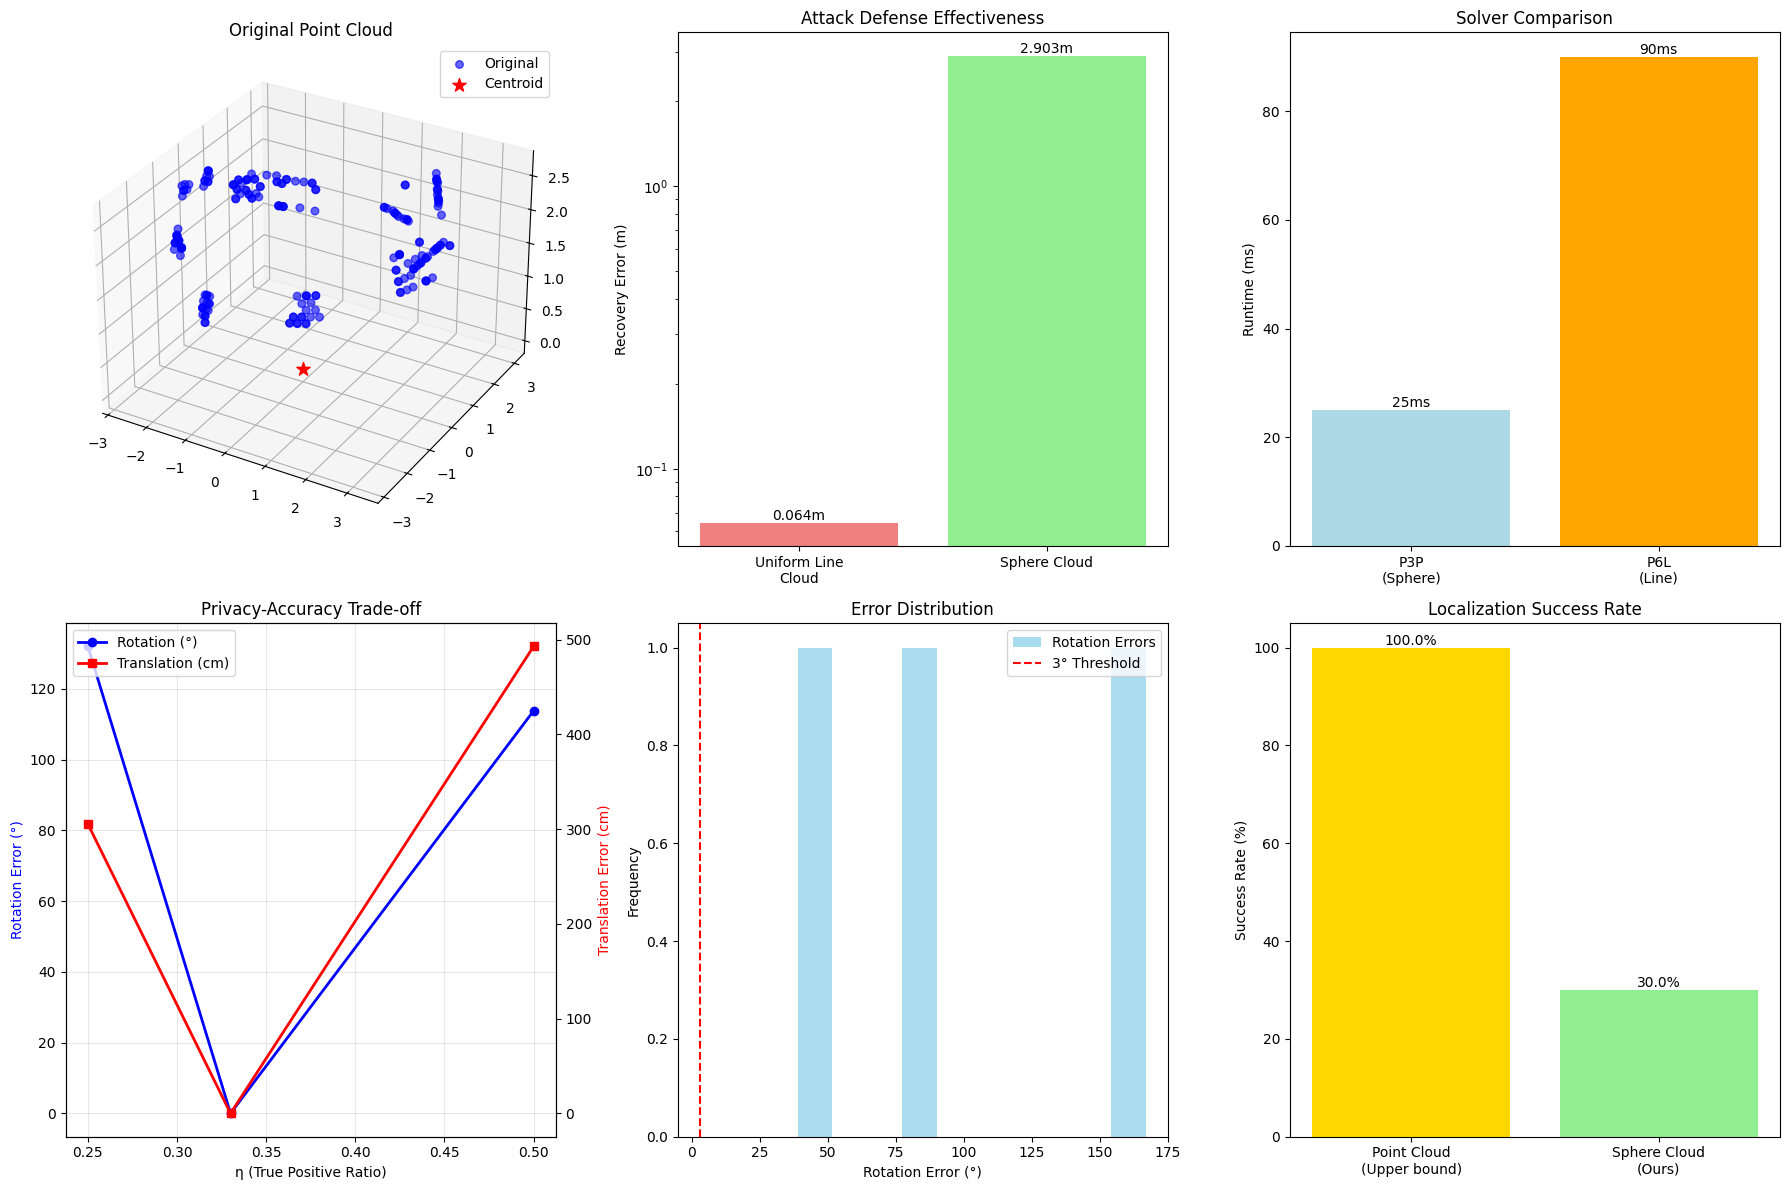 Original Point Cloud
Original
Centroid
2.5
2.0
1.5
1.0
0.5
0.0
−3
−2
−1
0
1
2
3
3
2
1
0
−1
−2
−3
Attack Defense Effectiveness
2.903m
0.064m
10⁰
10⁻¹
Recovery Error (m)
Uniform Line
Cloud
Sphere Cloud
Solver Comparison
90ms
25ms
80
60
40
20
0
Runtime (ms)
P3P
(Sphere)
P6L
(Line)
Privacy-Accuracy Trade-off
Rotation (°)
Translation (cm)
120
100
80
60
40
20
0
Rotation Error (°)
500
400
300
200
100
0
Translation Error (cm)
0.25
0.30
0.35
0.40
0.45
0.50
η (True Positive Ratio)
Error Distribution
Rotation Errors
3° Threshold
1.0
0.8
0.6
0.4
0.2
0.0
Frequency
0
25
50
75
100
125
150
175
Rotation Error (°)
Localization Success Rate
100.0%
30.0%
100
80
60
40
20
0
Success Rate (%)
Point Cloud
(Upper bound)
Sphere Cloud
(Ours)